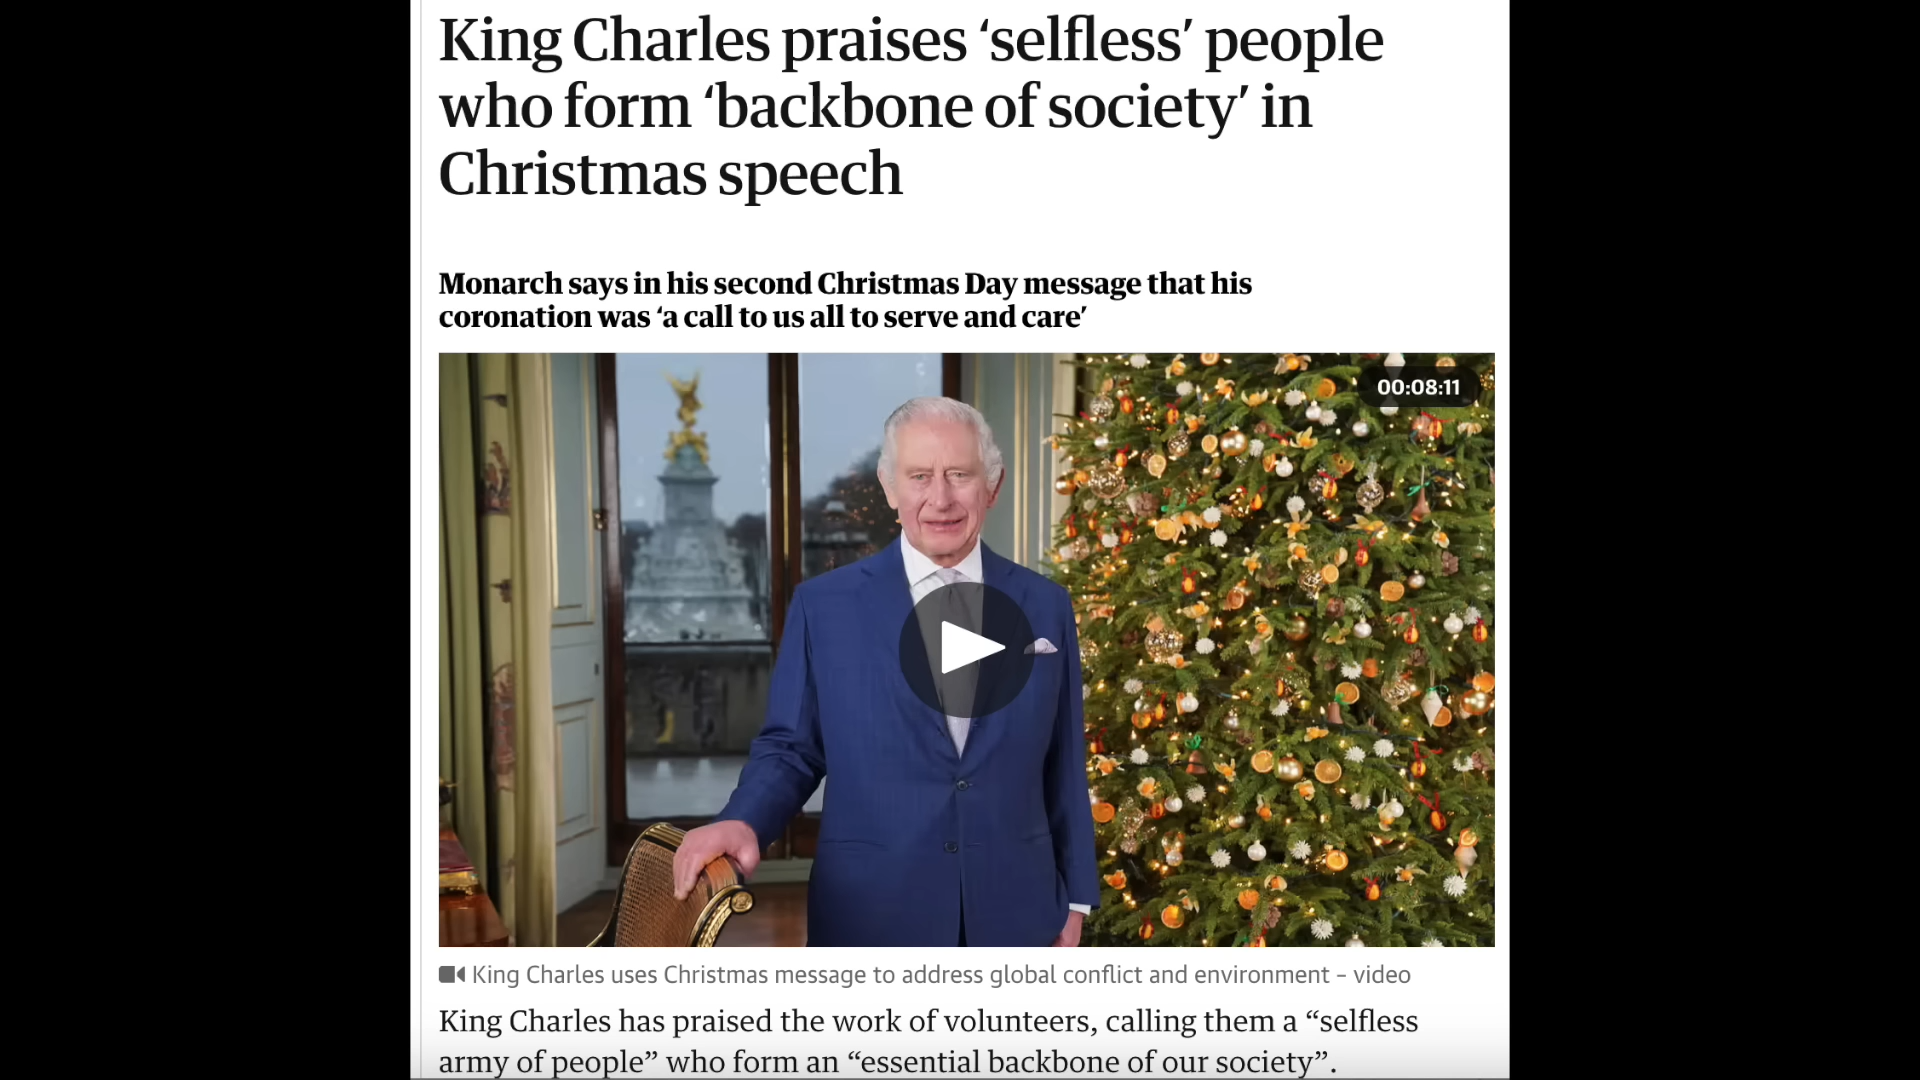 King Charles praises ‘selfless’ people
who form ‘backbone of society’ in
Christmas speech
Monarch says in his second Christmas Day message that his
coronation was ‘a call to us all to serve and care’
00:08:11
King Charles uses Christmas message to address global conflict and environment – video
King Charles has praised the work of volunteers, calling them a “selfless
army of people” who form an “essential backbone of our society”.